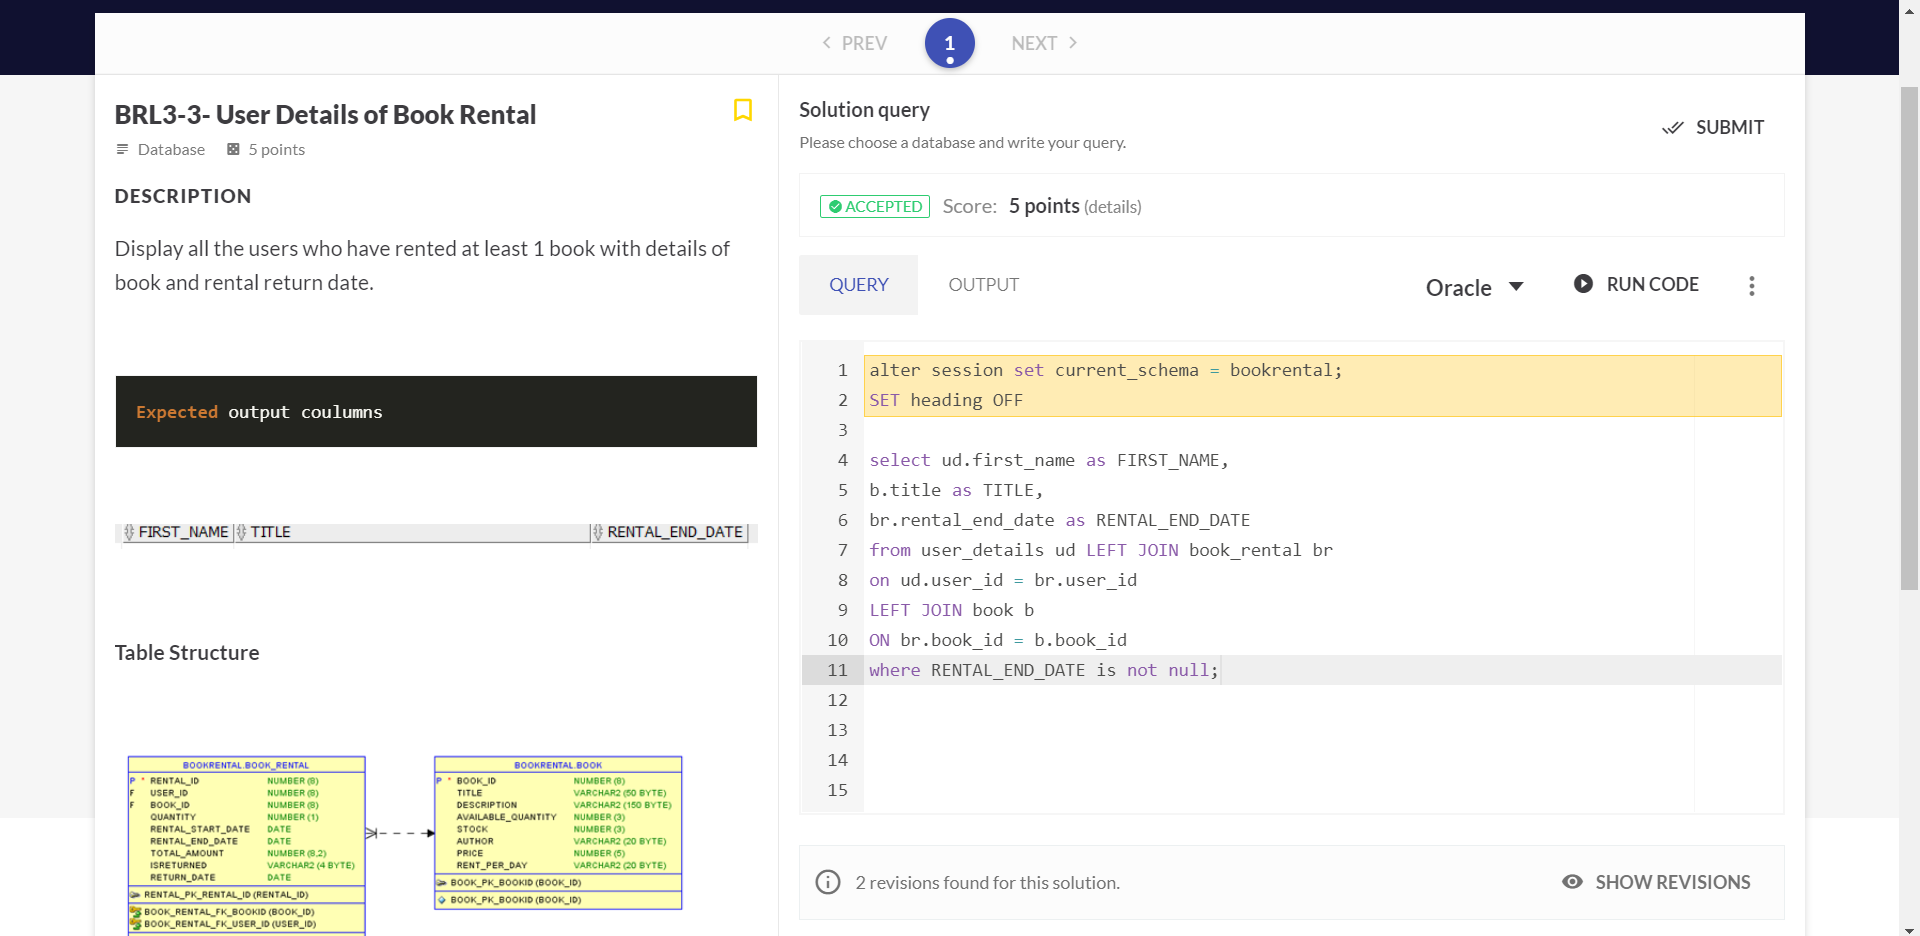 PREV
1
NEXT
BRL3-3- User Details of Book Rental
Database 5 points
DESCRIPTION
Display all the users who have rented at least 1 book with details of
book and rental return date.
Expected output coulumns
FIRST_NAME TITLE RENTAL_END_DATE
Table Structure
BOOKRENTAL.BOOK_RENTAL
P * RENTAL_ID NUMBER (8)
F USER_ID NUMBER (8)
F BOOK_ID NUMBER (8)
QUANTITY NUMBER (1)
RENTAL_START_DATE DATE
RENTAL_END_DATE DATE
TOTAL_AMOUNT NUMBER (8,2)
ISRETURNED VARCHAR2 (4 BYTE)
RETURN_DATE DATE
RENTAL_PK_RENTAL_ID (RENTAL_ID)
BOOK_RENTAL_FK_BOOKID (BOOK_ID)
BOOK_RENTAL_FK_USER_ID (USER_ID)
BOOKRENTAL.BOOK
P * BOOK_ID NUMBER (8)
TITLE VARCHAR2 (50 BYTE)
DESCRIPTION VARCHAR2 (150 BYTE)
AVAILABLE_QUANTITY NUMBER (3)
STOCK NUMBER (3)
AUTHOR VARCHAR2 (20 BYTE)
PRICE NUMBER (5)
RENT_PER_DAY VARCHAR2 (20 BYTE)
BOOK_PK_BOOKID (BOOK_ID)
BOOK_PK_BOOKID (BOOK_ID)
Solution query
Please choose a database and write your query.
SUBMIT
ACCEPTED Score: 5 points (details)
QUERY OUTPUT Oracle RUN CODE
1 alter session set current_schema = bookrental;
2 SET heading OFF
3
4 select ud.first_name as FIRST_NAME,
5 b.title as TITLE,
6 br.rental_end_date as RENTAL_END_DATE
7 from user_details ud LEFT JOIN book_rental br
8 on ud.user_id = br.user_id
9 LEFT JOIN book b
10 ON br.book_id = b.book_id
11 where RENTAL_END_DATE is not null;
12
13
14
15
2 revisions found for this solution. SHOW REVISIONS